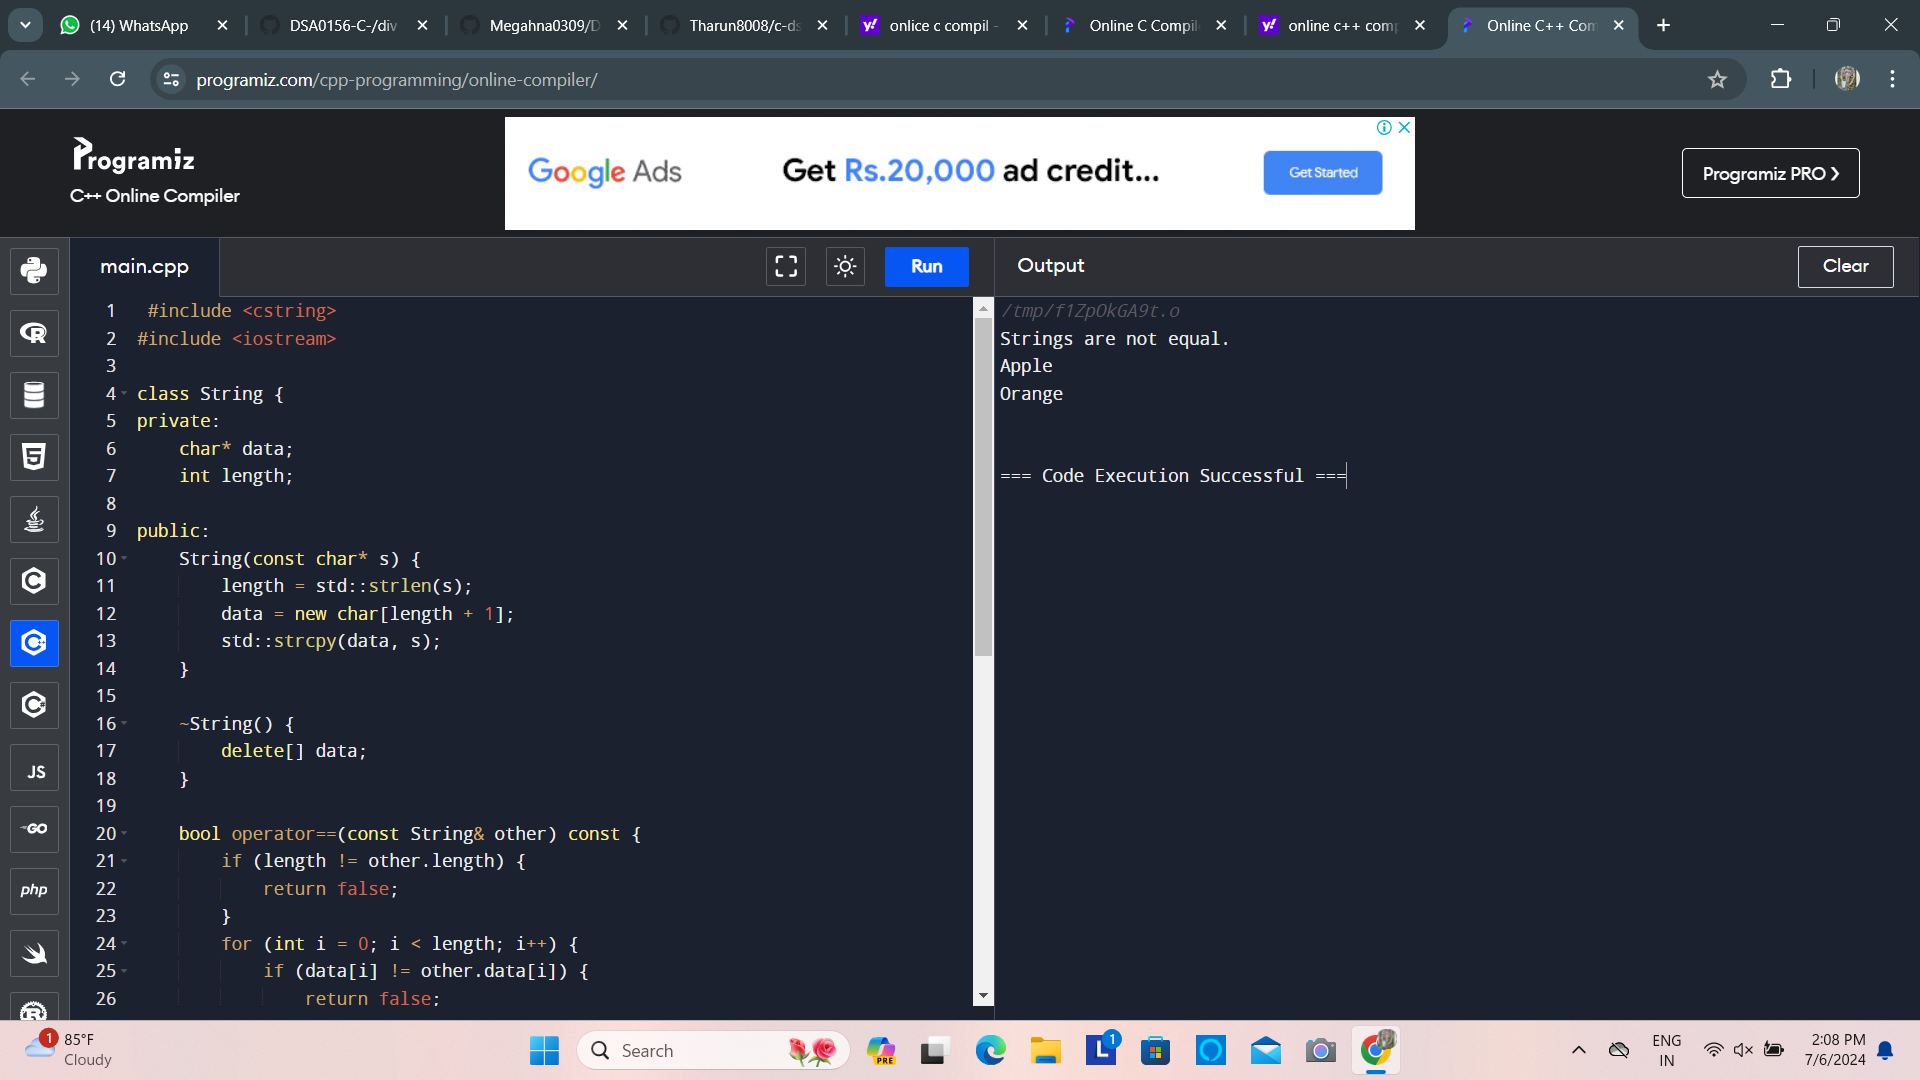 (14) WhatsApp
DSA0156-C-/div
Megahna0309/D
Tharun8008/c-ds
onlice c compil -
Online C Compil
online c++ comp
Online C++ Com
programiz.com/cpp-programming/online-compiler/
Programiz
C++ Online Compiler
Google Ads
Get Rs.20,000 ad credit...
Get Started
Programiz PRO
main.cpp
Run
Output
Clear
1 #include <cstring>
2 #include <iostream>
3
4 class String {
5 private:
6 char* data;
7 int length;
8
9 public:
10 String(const char* s) {
11 length = std::strlen(s);
12 data = new char[length + 1];
13 std::strcpy(data, s);
14 }
15
16 ~String() {
17 delete[] data;
18 }
19
20 bool operator==(const String& other) const {
21 if (length != other.length) {
22 return false;
23 }
24 for (int i = 0; i < length; i++) {
25 if (data[i] != other.data[i]) {
26 return false;
/tmp/f1ZpOkGA9t.o
Strings are not equal.
Apple
Orange
=== Code Execution Successful ===
JS
GO
php
1
85°F
Cloudy
Search
PRE
L
1
ENG
IN
2:08 PM
7/6/2024